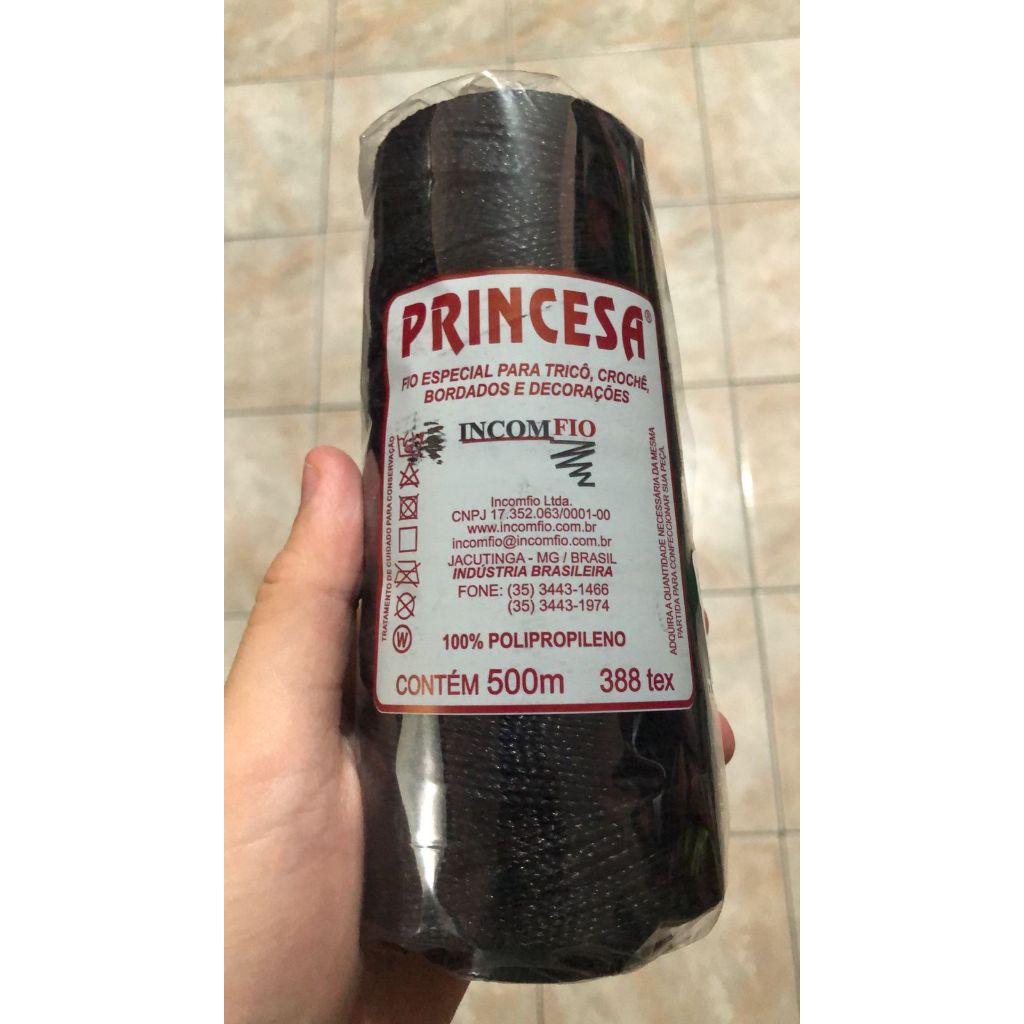 PRINCESA®
FIO ESPECIAL PARA TRICÔ, CROCHÊ,
BORDADOS E DECORAÇÕES
INCOMFIO
Incomfio Ltda.
CNPJ 17.352.063/0001-00
www.incomfio.com.br
incomfio@incomfio.com.br
JACUTINGA - MG / BRASIL
INDÚSTRIA BRASILEIRA
FONE: (35) 3443-1466
(35) 3443-1974
100% POLIPROPILENO
CONTÉM 500m 388 tex
TRATAMENTO DE CUIDADO PARA CONSERVAÇÃO
W
ADQUIRA A QUANTIDADE NECESSÁRIA DA MESMA
PARTIDA PARA CONFECCIONAR SUA PEÇA.